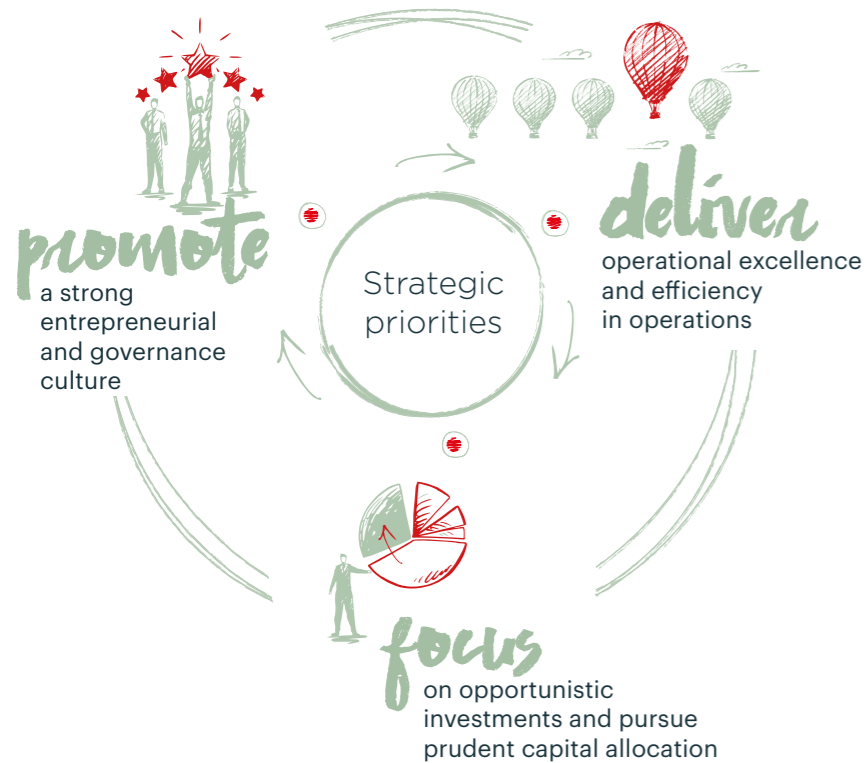 promote
a strong
entrepreneurial
and governance
culture
Strategic
priorities
deliver
operational excellence
and efficiency
in operations
focus
on opportunistic
investments and pursue
prudent capital allocation